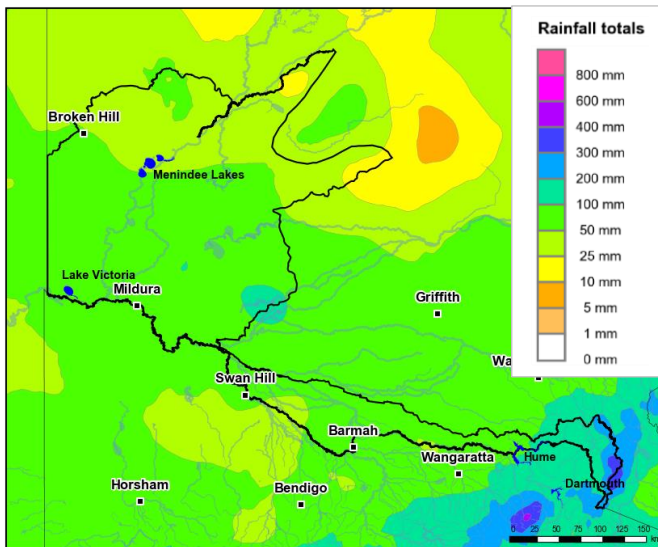 Rainfall totals
800 mm
600 mm
400 mm
300 mm
200 mm
100 mm
50 mm
25 mm
10 mm
5 mm
1 mm
0 mm
Broken Hill
Menindee Lakes
Lake Victoria
Mildura
Griffith
Wa
Swan Hill
Barmah
Hume
Wangaratta
Dartmouth
Horsham
Bendigo
0 25 50 75 100 125 150
km